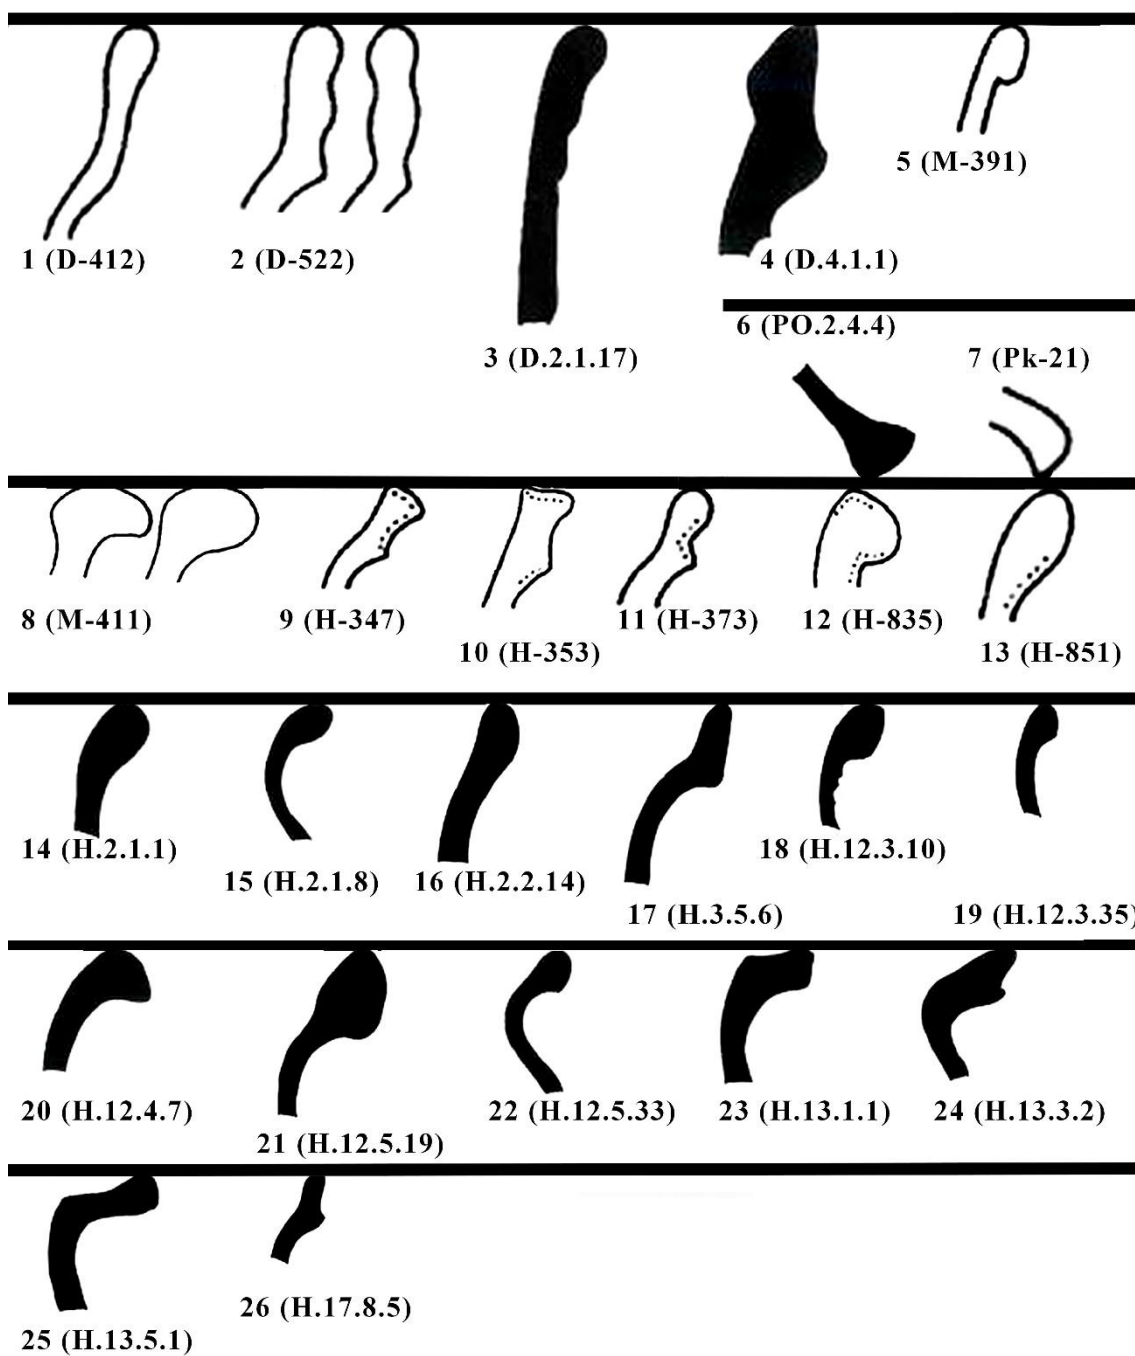 1 (D-412)
2 (D-522)
3 (D.2.1.17)
4 (D.4.1.1)
5 (M-391)
6 (PO.2.4.4)
7 (Pk-21)
8 (M-411)
9 (H-347)
10 (H-353)
11 (H-373)
12 (H-835)
13 (H-851)
14 (H.2.1.1)
15 (H.2.1.8)
16 (H.2.2.14)
17 (H.3.5.6)
18 (H.12.3.10)
19 (H.12.3.35)
20 (H.12.4.7)
21 (H.12.5.19)
22 (H.12.5.33)
23 (H.13.1.1)
24 (H.13.3.2)
25 (H.13.5.1)
26 (H.17.8.5)